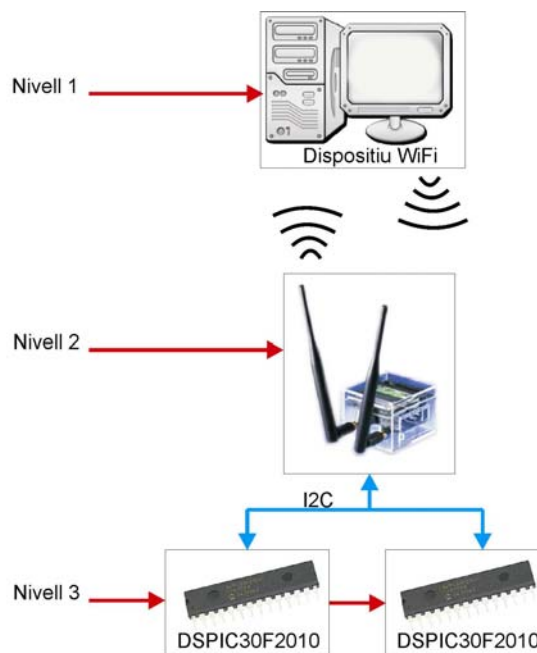 Nivell 1
Dispositiu WiFi
Nivell 2
I2C
Nivell 3
DSPIC30F2010
DSPIC30F2010